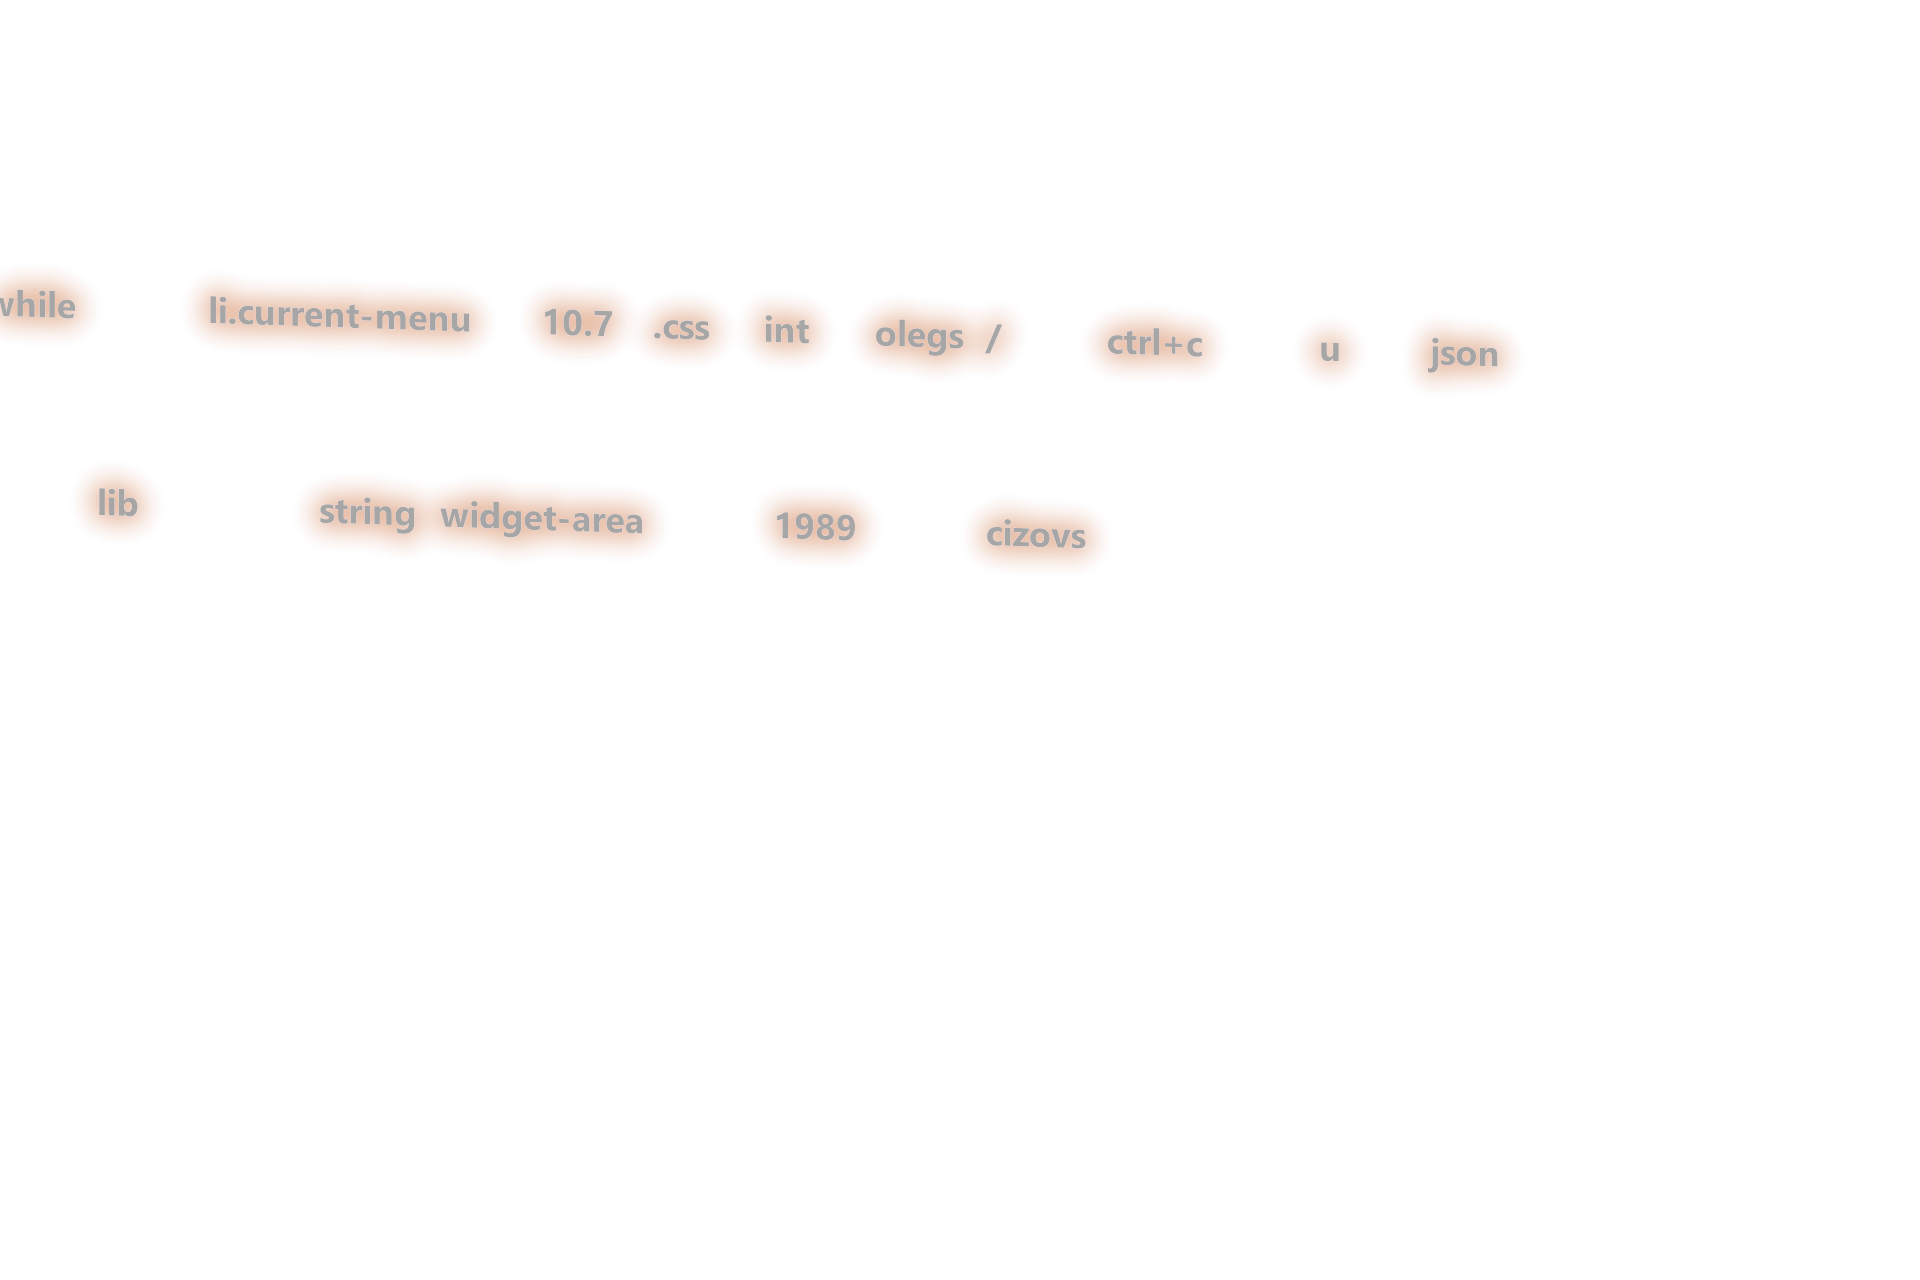 while li.current-menu 10.7 .css int olegs / ctrl+c u json
lib string widget-area 1989 cizovs